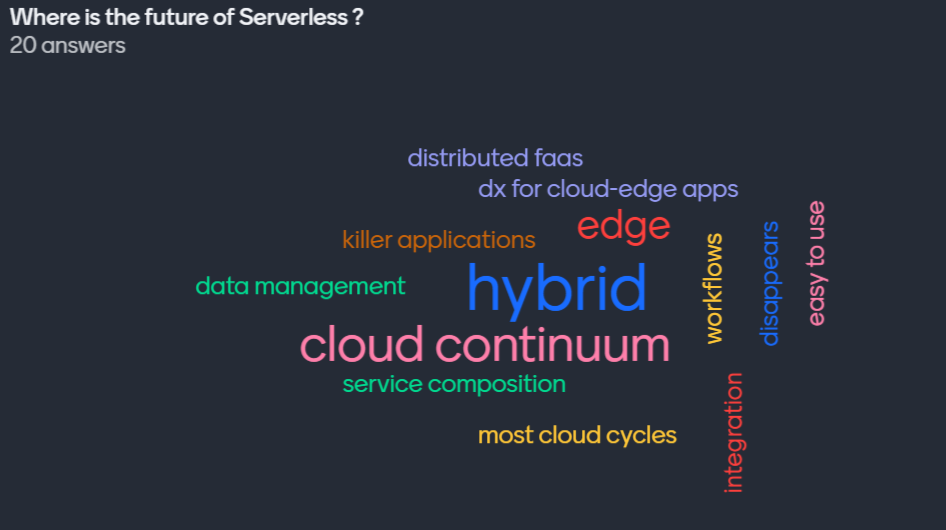 Where is the future of Serverless ?
20 answers
distributed faas
dx for cloud-edge apps
edge
killer applications
data management
hybrid
cloud continuum
service composition
most cloud cycles
workflows
disappears
easy to use
integration